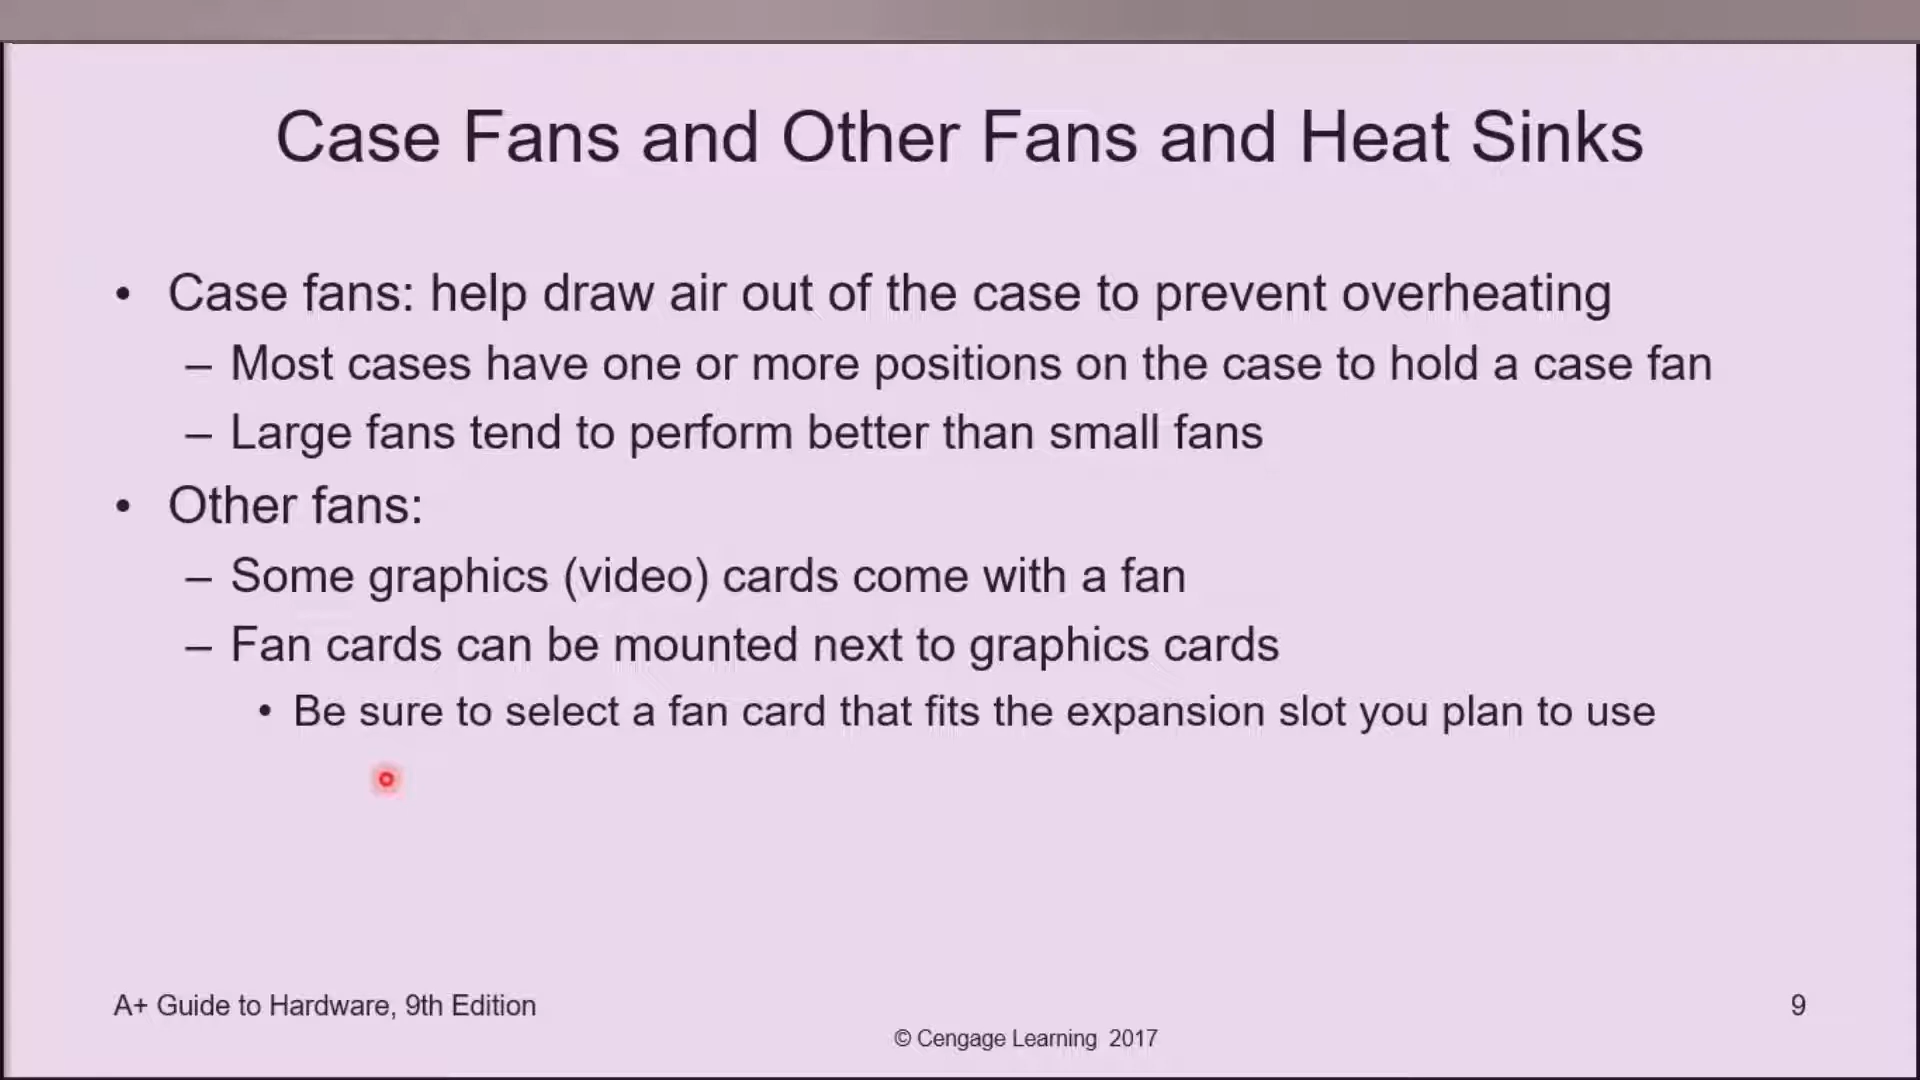 Case Fans and Other Fans and Heat Sinks
• Case fans: help draw air out of the case to prevent overheating
– Most cases have one or more positions on the case to hold a case fan
– Large fans tend to perform better than small fans
• Other fans:
– Some graphics (video) cards come with a fan
– Fan cards can be mounted next to graphics cards
• Be sure to select a fan card that fits the expansion slot you plan to use
A+ Guide to Hardware, 9th Edition
9
© Cengage Learning 2017